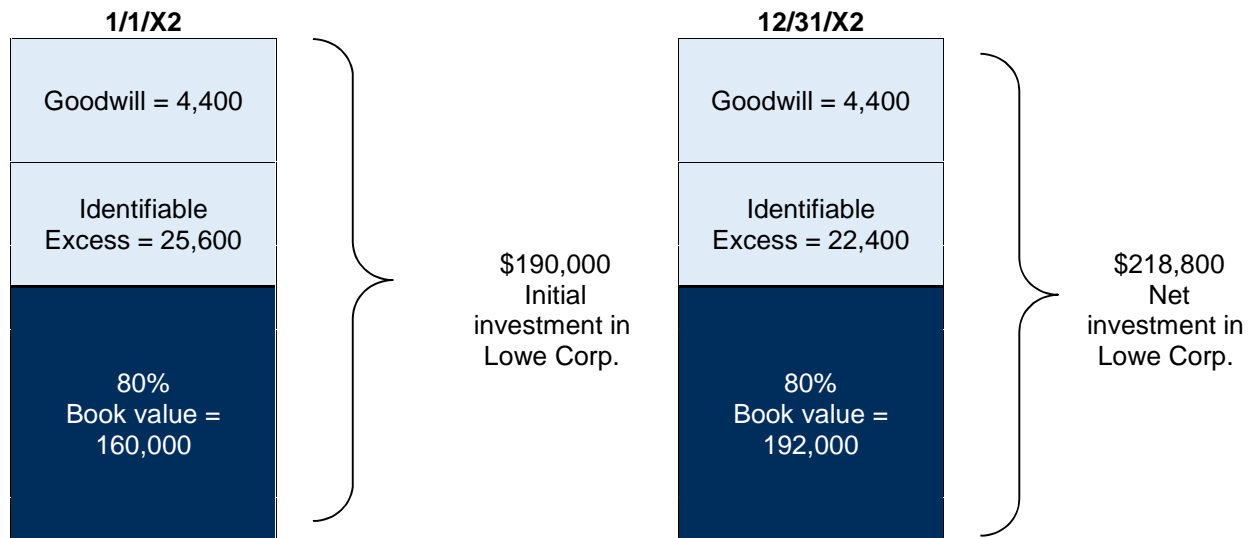 1/1/X2
Goodwill = 4,400
Identifiable
Excess = 25,600
80%
Book value =
160,000
$190,000
Initial
investment in
Lowe Corp.
12/31/X2
Goodwill = 4,400
Identifiable
Excess = 22,400
80%
Book value =
192,000
$218,800
Net
investment in
Lowe Corp.